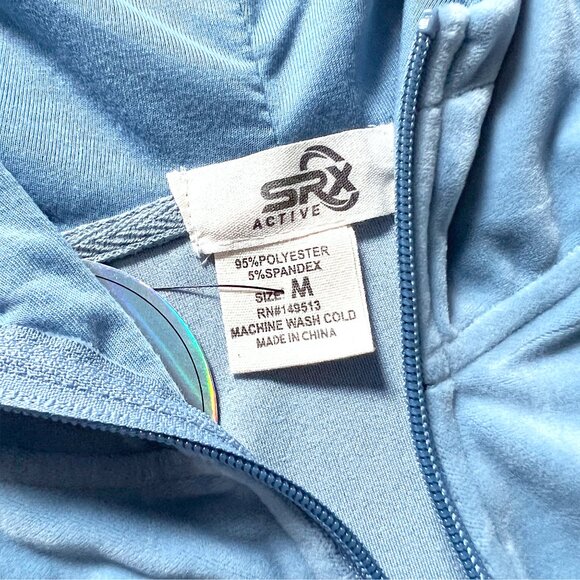 SRX
ACTIVE
95%POLYESTER
5%SPANDEX
SIZE: M
RN#149513
MACHINE WASH COLD
MADE IN CHINA